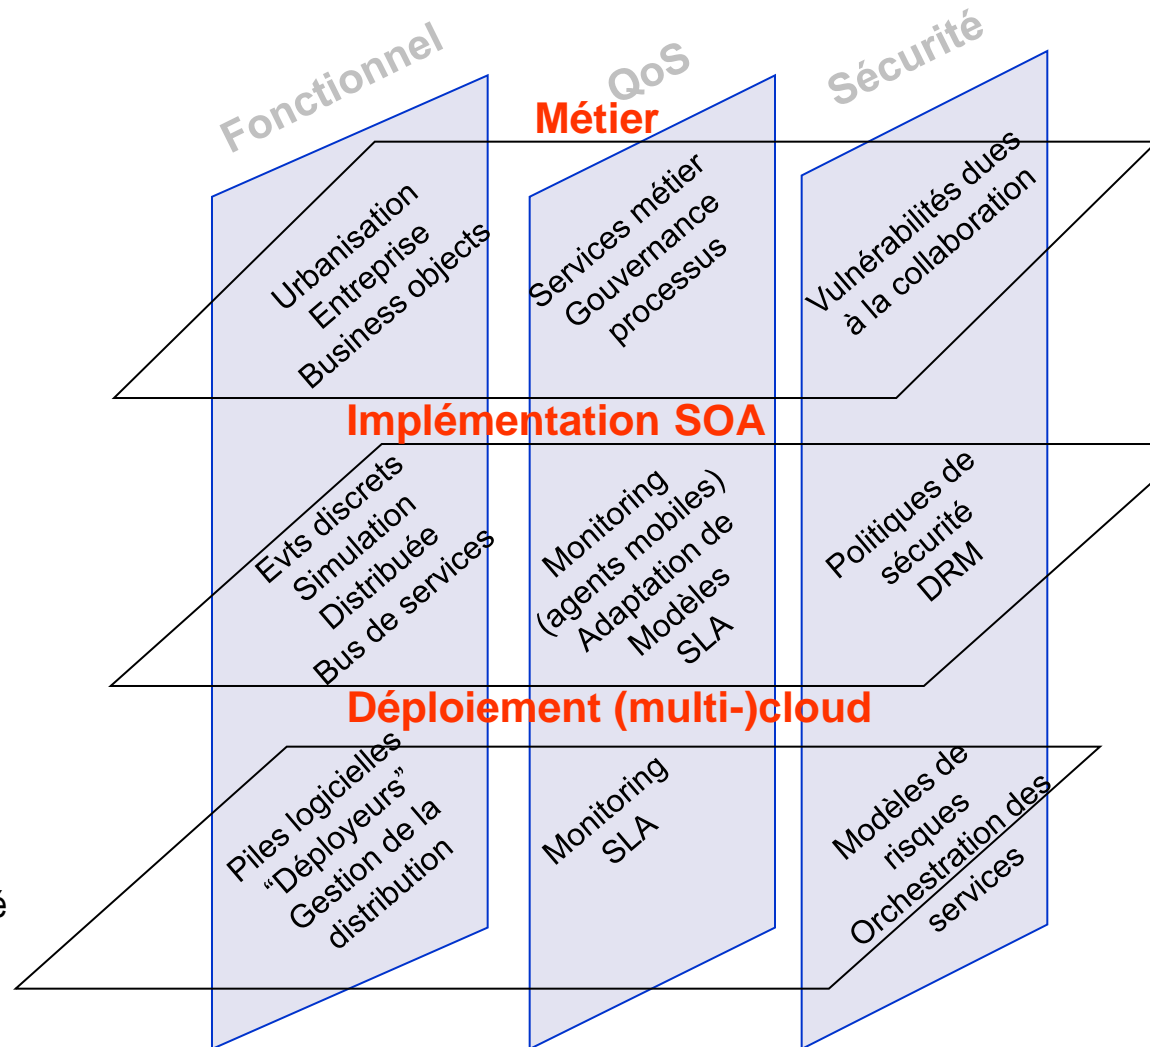 Fonctionnel
QoS
Sécurité
Métier
Urbanisation
Entreprise
Business objects
Services métier
Gouvernance
processus
Vulnérabilités dues
à la collaboration
Implémentation SOA
Evts discrets
Simulation
Distribuée
Bus de services
Monitoring
(agents mobiles)
Adaptation de
Modèles
SLA
Politiques de
sécurité
DRM
Déploiement (multi-)cloud
Piles logicielles
“Déployeurs”
Gestion de la
distribution
Monitoring
SLA
Modèles de
risques
Orchestration des
services
é